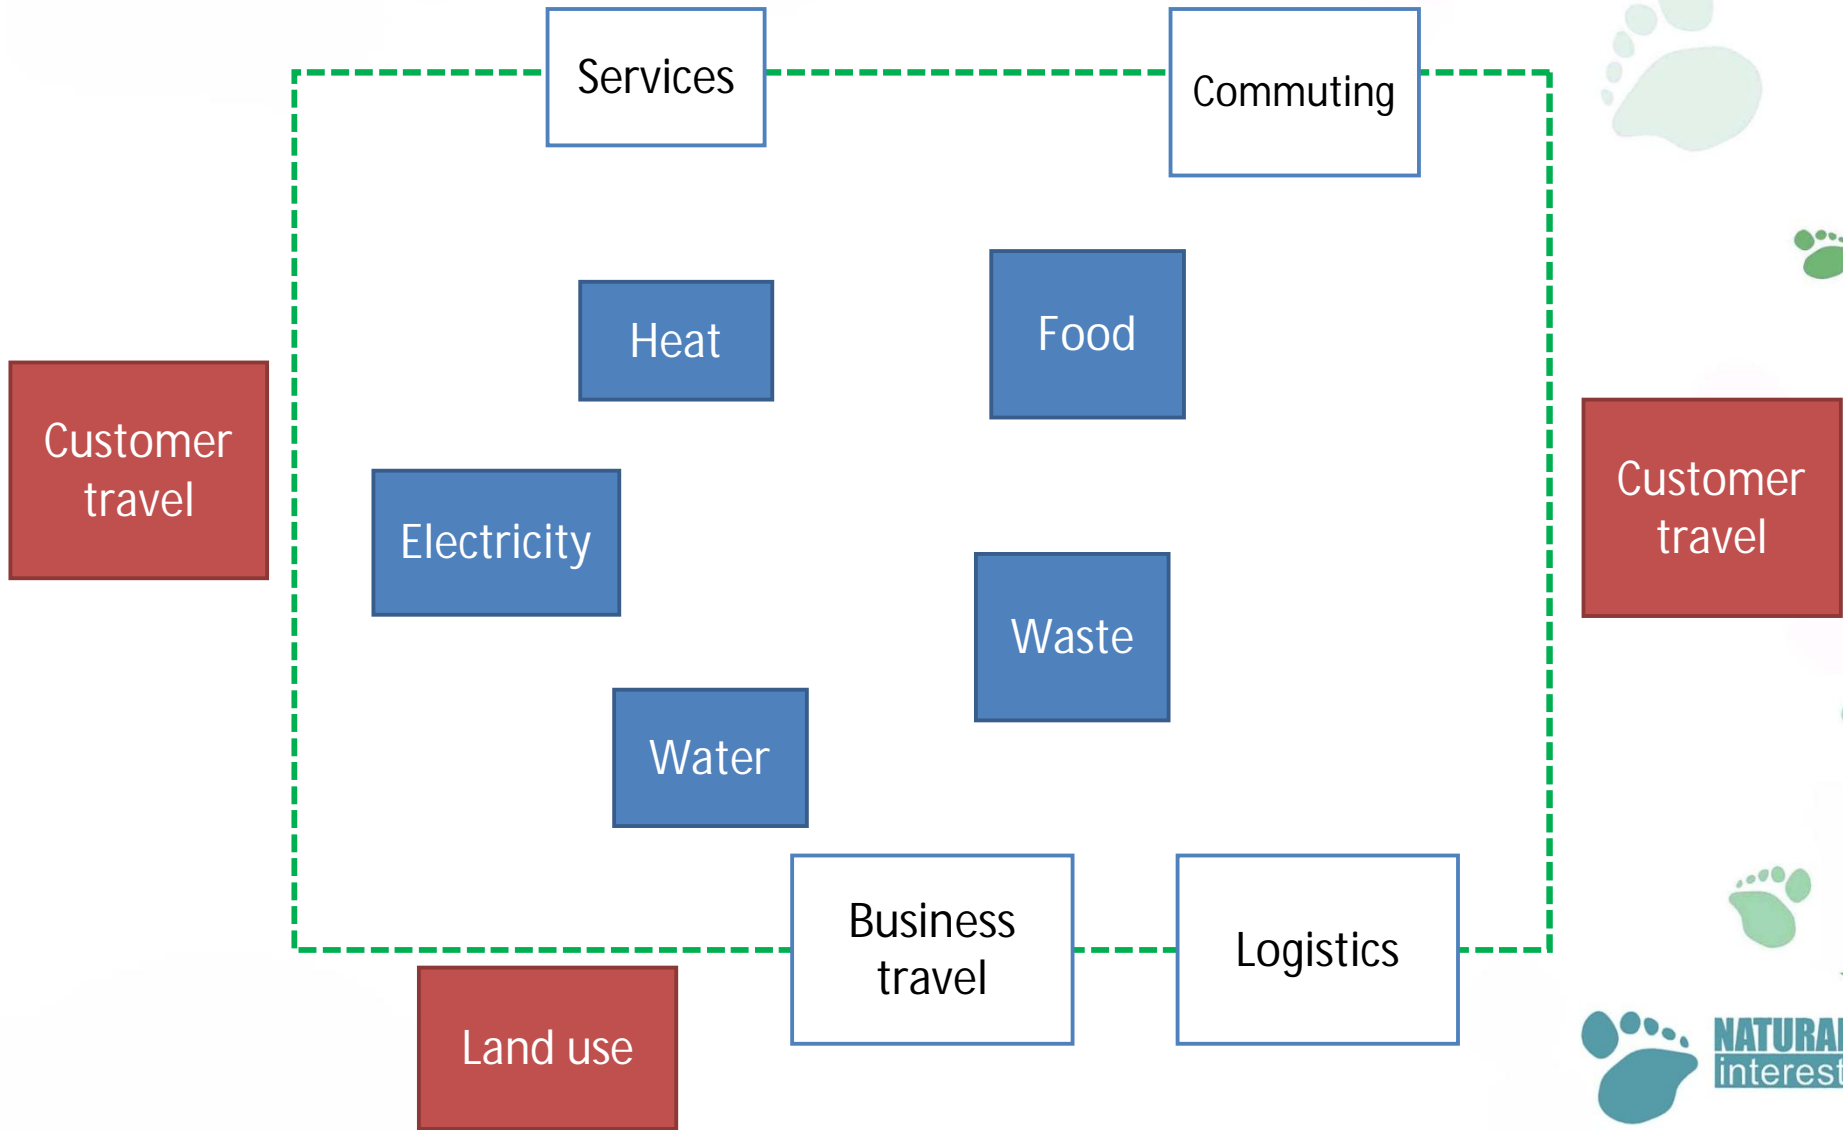 Services
Commuting
Heat
Food
Customer
travel
Electricity
Customer
travel
Waste
Water
Business
travel
Logistics
Land use
NATURAL
interest